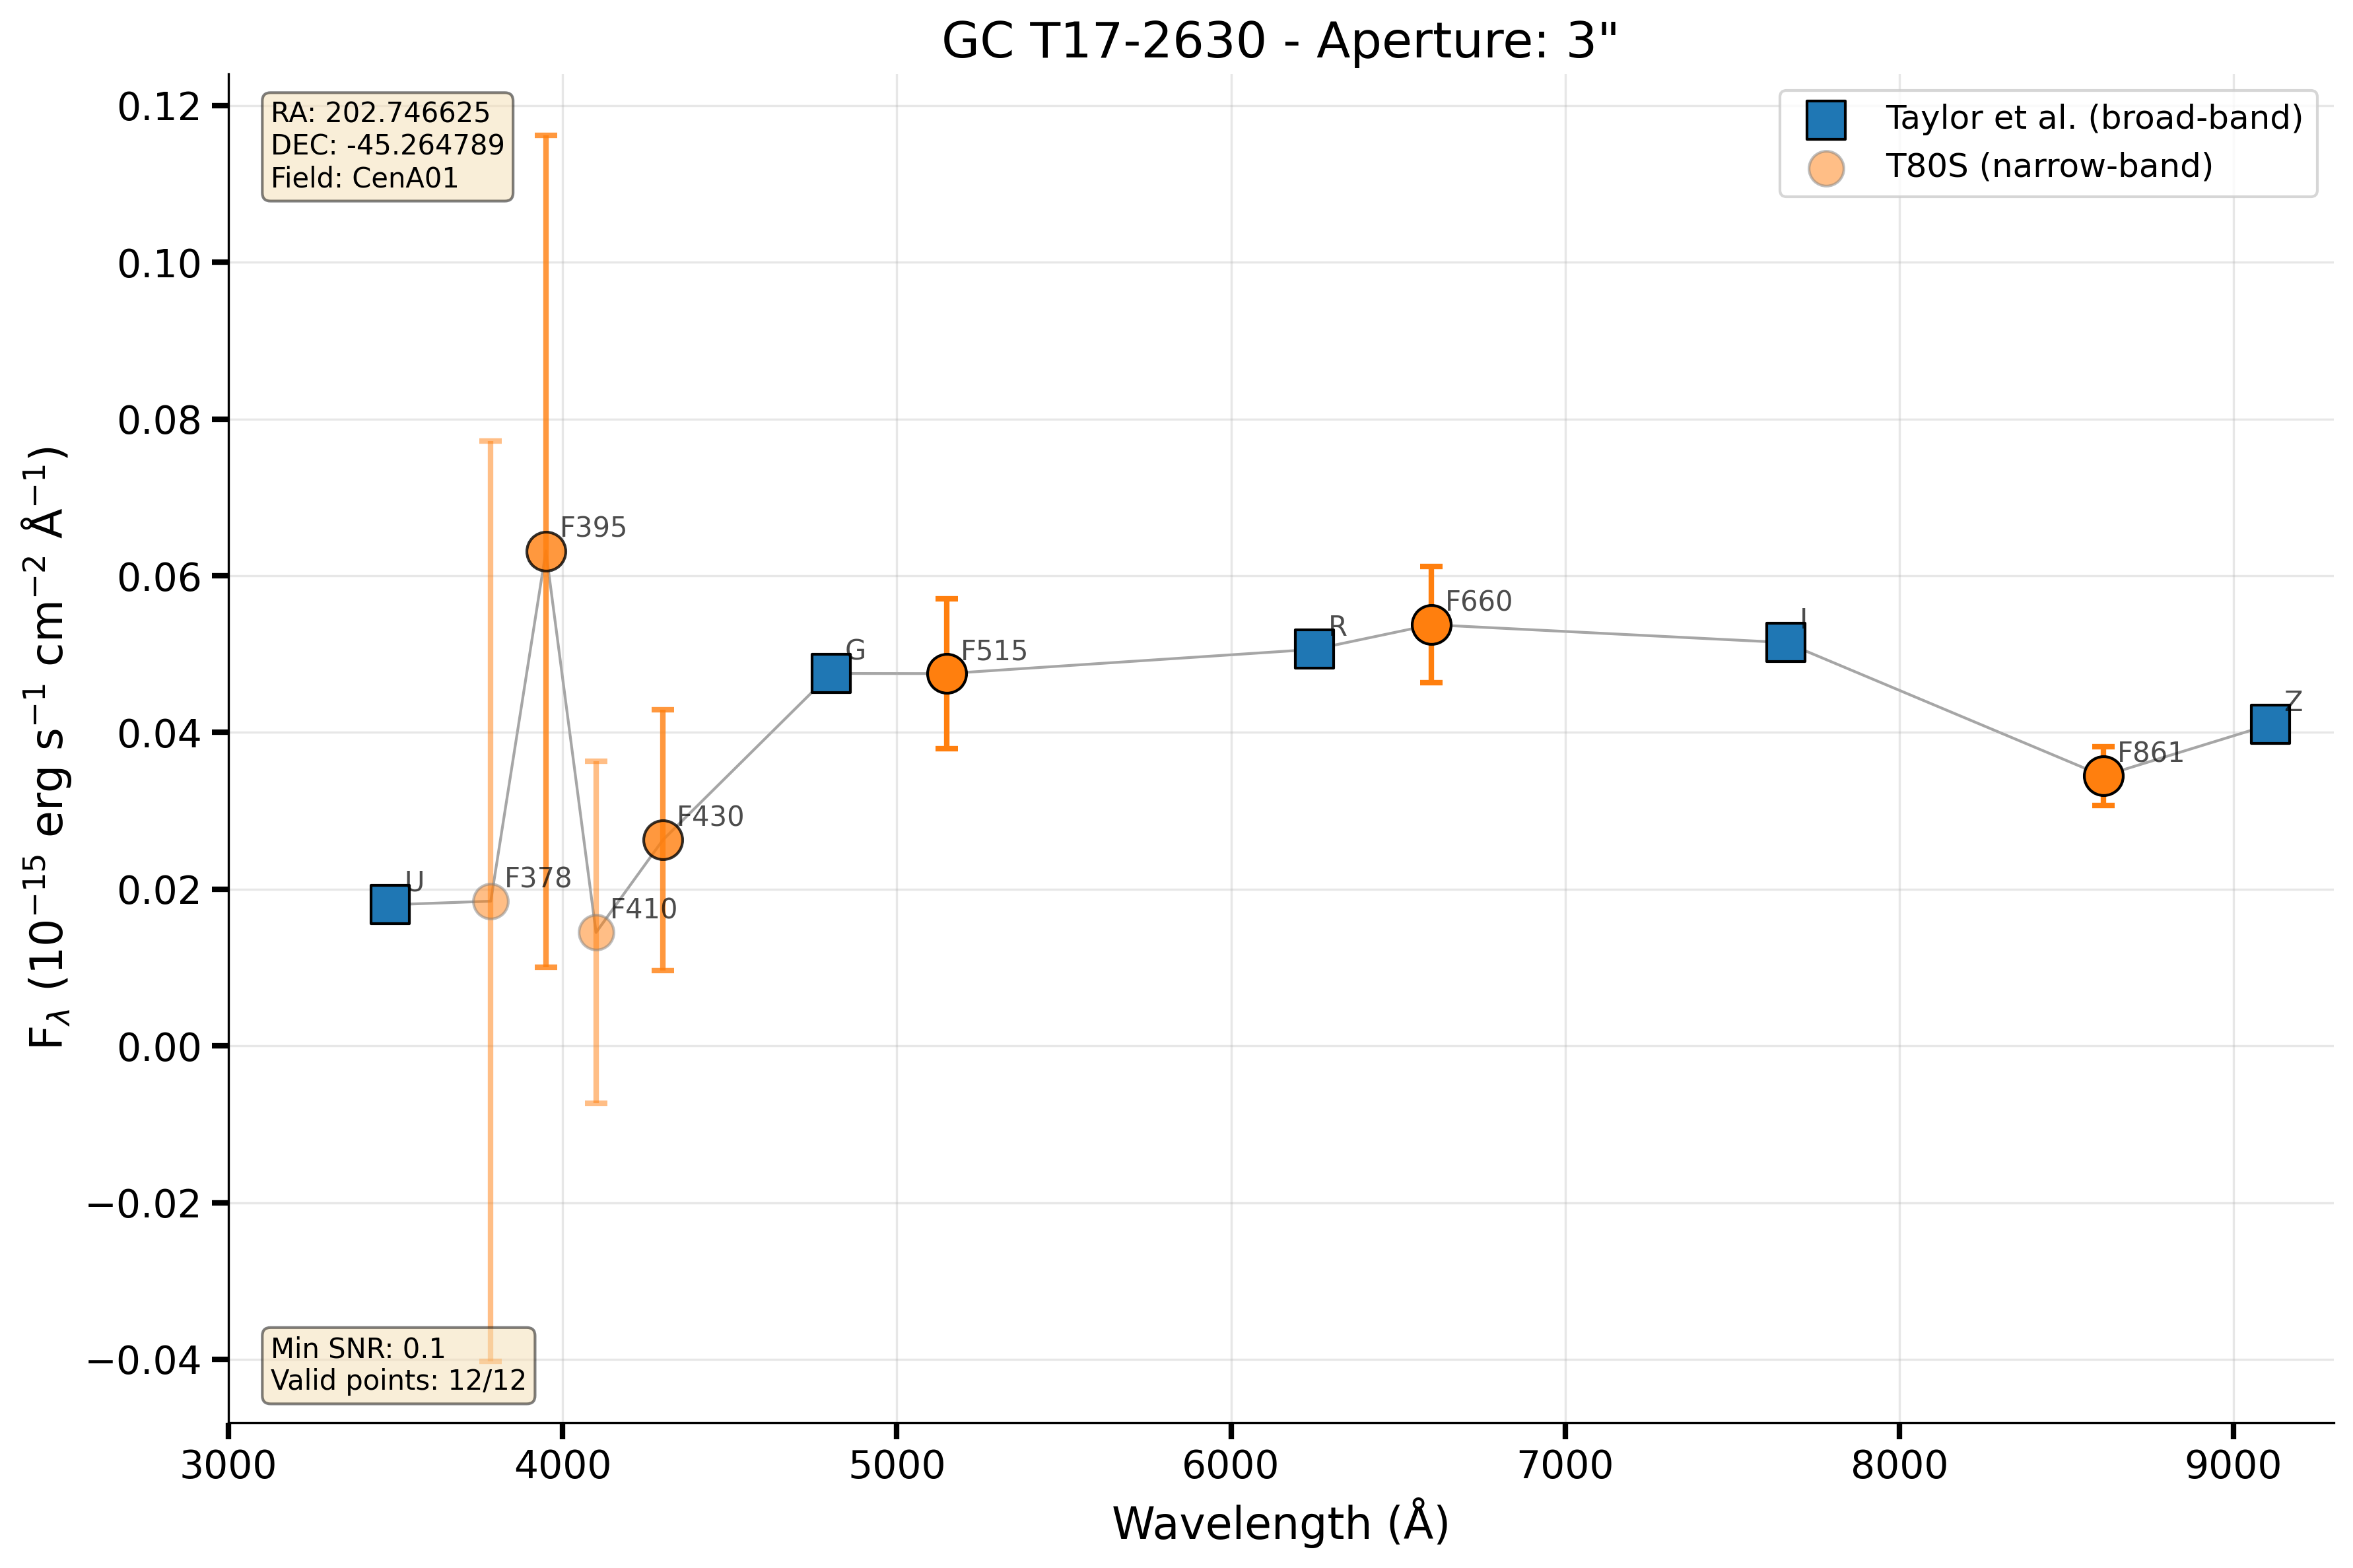 GC T17-2630 - Aperture: 3"
RA: 202.746625
DEC: -45.264789
Field: CenA01
Taylor et al. (broad-band)
T80S (narrow-band)
0.12
0.10
0.08
0.06
0.04
0.02
0.00
−0.02
−0.04
F_λ (10⁻¹⁵ erg s⁻¹ cm⁻² Å⁻¹)
U
F378
F395
F410
F430
G
F515
R
F660
I
F861
Z
Min SNR: 0.1
Valid points: 12/12
3000 4000 5000 6000 7000 8000 9000
Wavelength (Å)